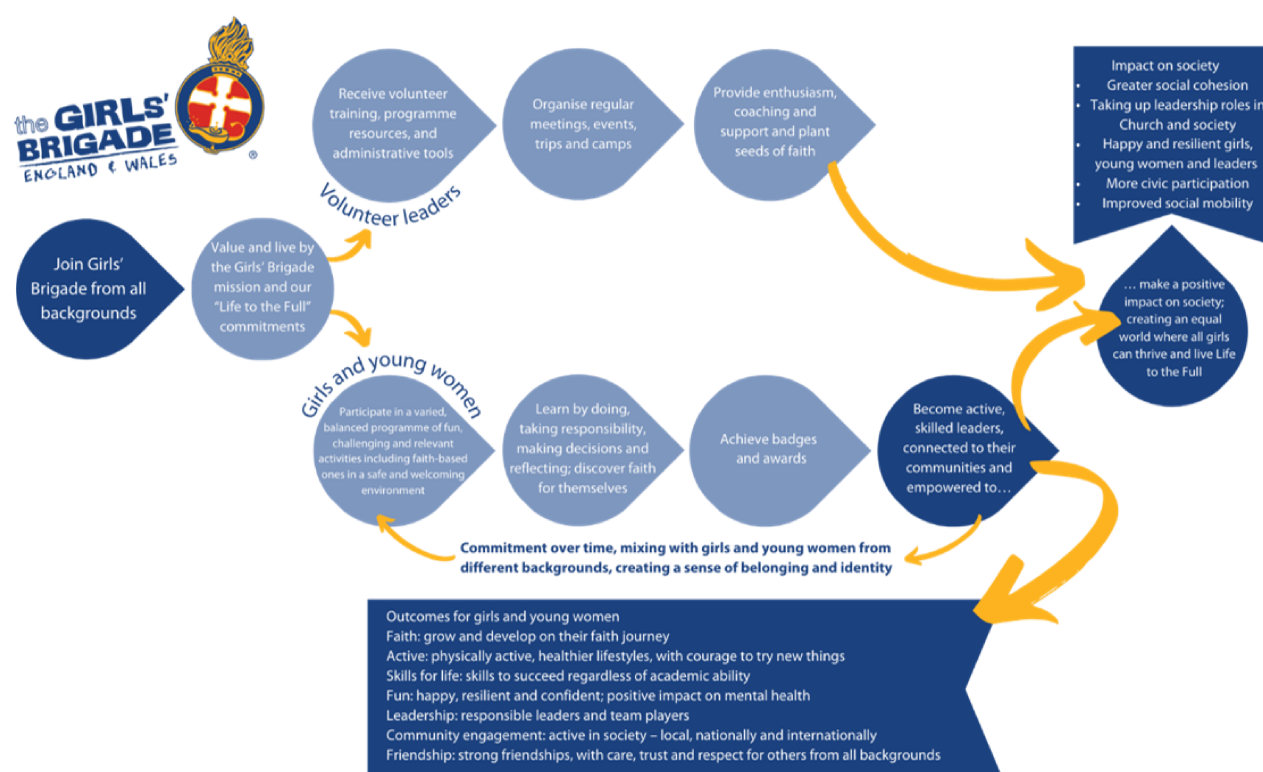 the GIRLS'
BRIGADE
ENGLAND & WALES
®
Join Girls'
Brigade from all
backgrounds
Value and live by
the Girls' Brigade
mission and our
"Life to the Full"
commitments
Receive volunteer
training, programme
resources, and
administrative tools
Volunteer leaders
Organise regular
meetings, events,
trips and camps
Provide enthusiasm,
coaching and
support and plant
seeds of faith
Girls and young women
Participate in a varied,
balanced programme of fun,
challenging and relevant
activities including faith-based
ones in a safe and welcoming
environment
Learn by doing,
taking responsibility,
making decisions and
reflecting; discover faith
for themselves
Achieve badges
and awards
Become active,
skilled leaders,
connected to their
communities and
empowered to...
Commitment over time, mixing with girls and young women from
different backgrounds, creating a sense of belonging and identity
... make a positive
impact on society;
creating an equal
world where all girls
can thrive and live Life
to the Full
Impact on society
• Greater social cohesion
• Taking up leadership roles in
Church and society
• Happy and resilient girls,
young women and leaders
• More civic participation
• Improved social mobility
Outcomes for girls and young women
Faith: grow and develop on their faith journey
Active: physically active, healthier lifestyles, with courage to try new things
Skills for life: skills to succeed regardless of academic ability
Fun: happy, resilient and confident; positive impact on mental health
Leadership: responsible leaders and team players
Community engagement: active in society – local, nationally and internationally
Friendship: strong friendships, with care, trust and respect for others from all backgrounds